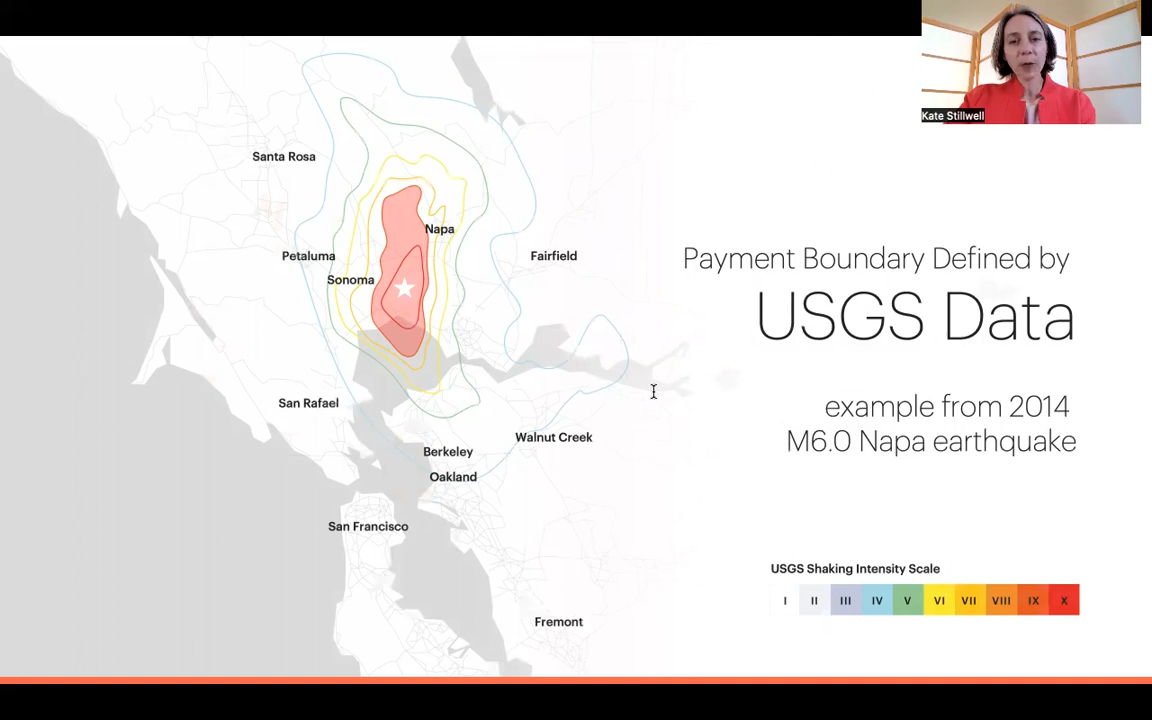 Kate Stillwell
Santa Rosa
Napa
Petaluma
Fairfield
Sonoma
San Rafael
Walnut Creek
Berkeley
Oakland
San Francisco
Fremont
Payment Boundary Defined by
USGS Data
example from 2014
M6.0 Napa earthquake
USGS Shaking Intensity Scale
I II III IV V VI VII VIII IX X